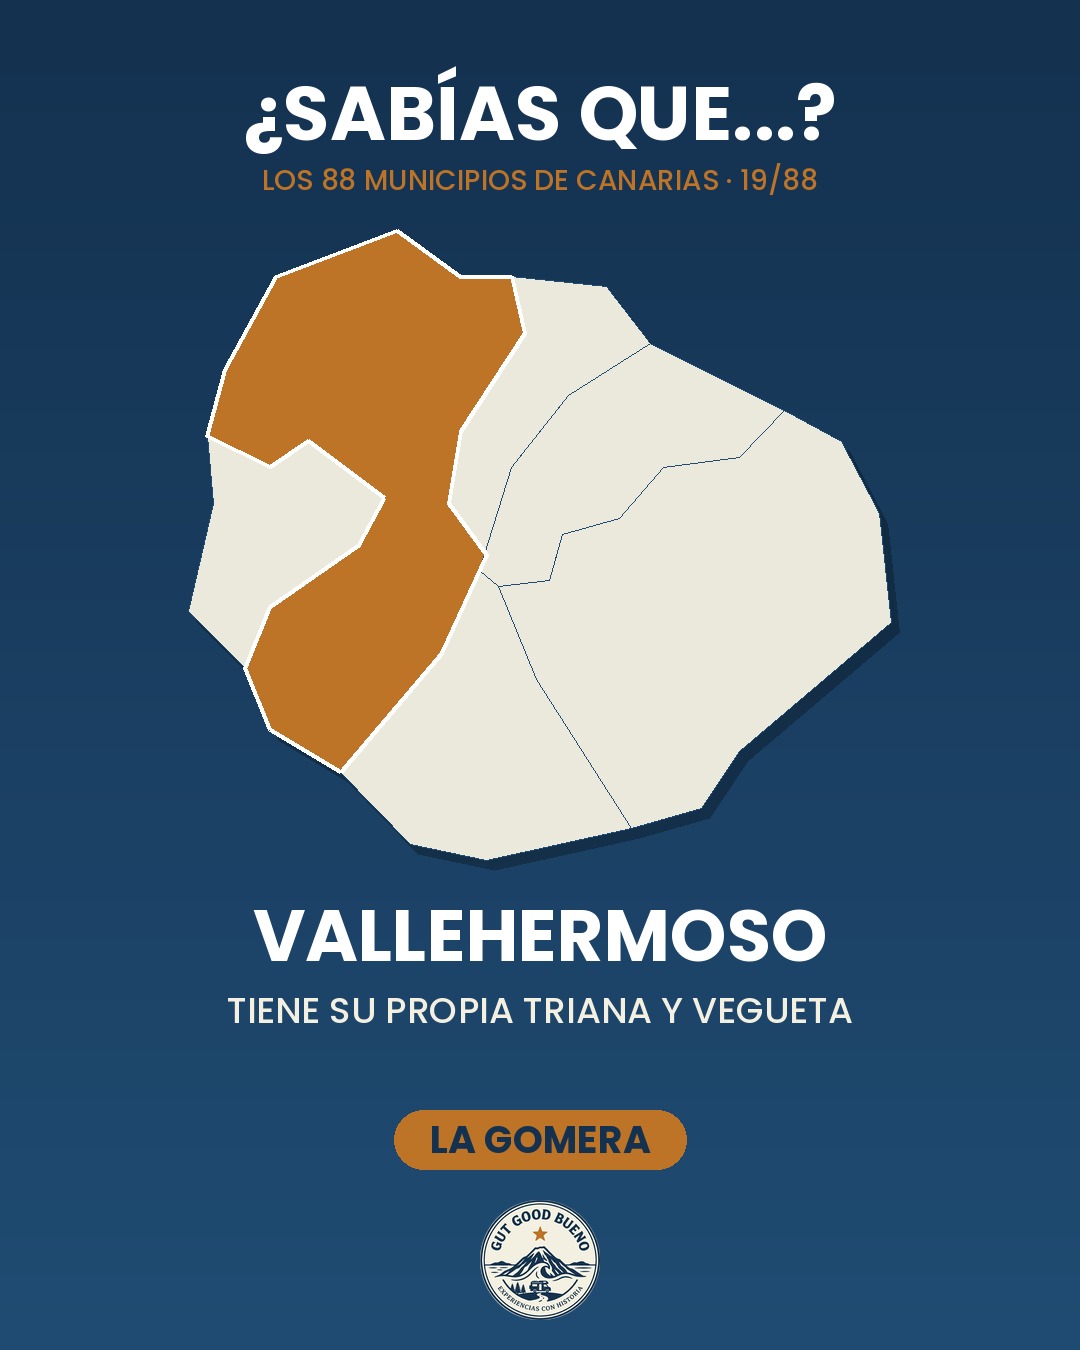 ¿SABÍAS QUE...?
LOS 88 MUNICIPIOS DE CANARIAS · 19/88
VALLEHERMOSO
TIENE SU PROPIA TRIANA Y VEGUETA
LA GOMERA
GUT GOOD BUENO
EXPERIENCIAS CON HISTORIA